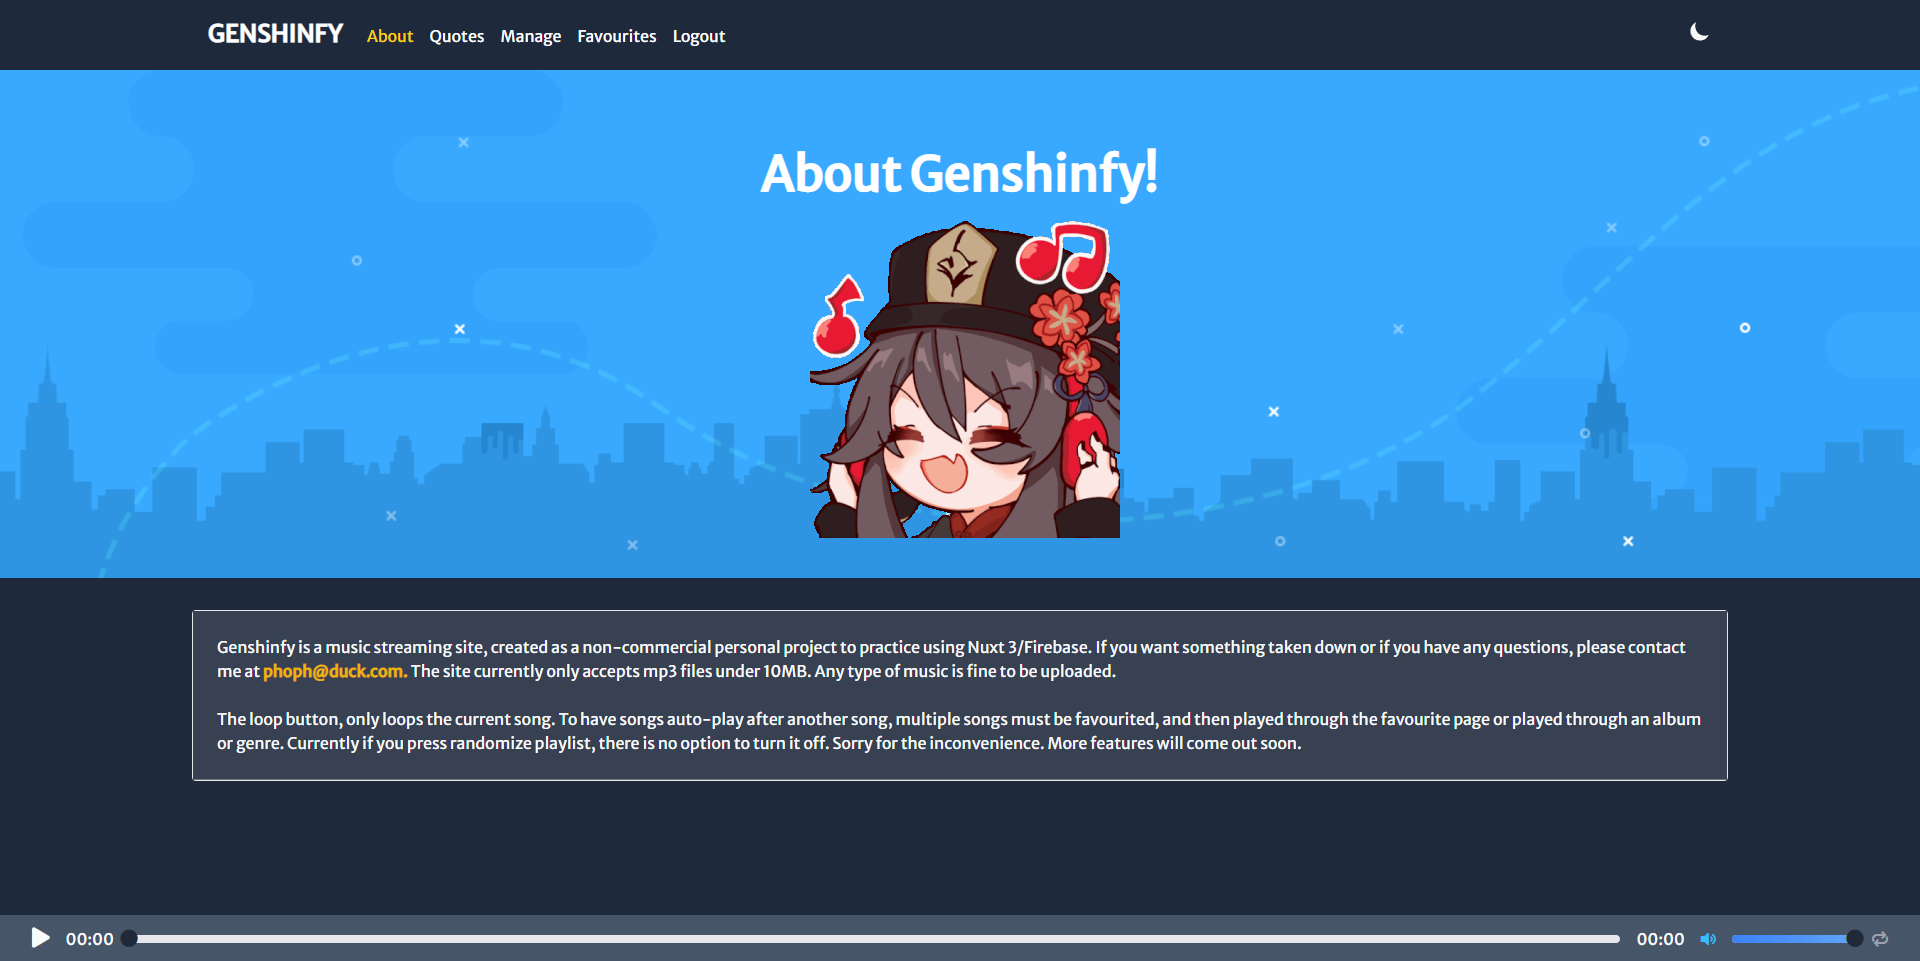 GENSHINFY About Quotes Manage Favourites Logout
About Genshinfy!
Genshinfy is a music streaming site, created as a non-commercial personal project to practice using Nuxt 3/Firebase. If you want something taken down or if you have any questions, please contact
me at phoph@duck.com. The site currently only accepts mp3 files under 10MB. Any type of music is fine to be uploaded.
The loop button, only loops the current song. To have songs auto-play after another song, multiple songs must be favourited, and then played through the favourite page or played through an album
or genre. Currently if you press randomize playlist, there is no option to turn it off. Sorry for the inconvenience. More features will come out soon.
00:00 00:00